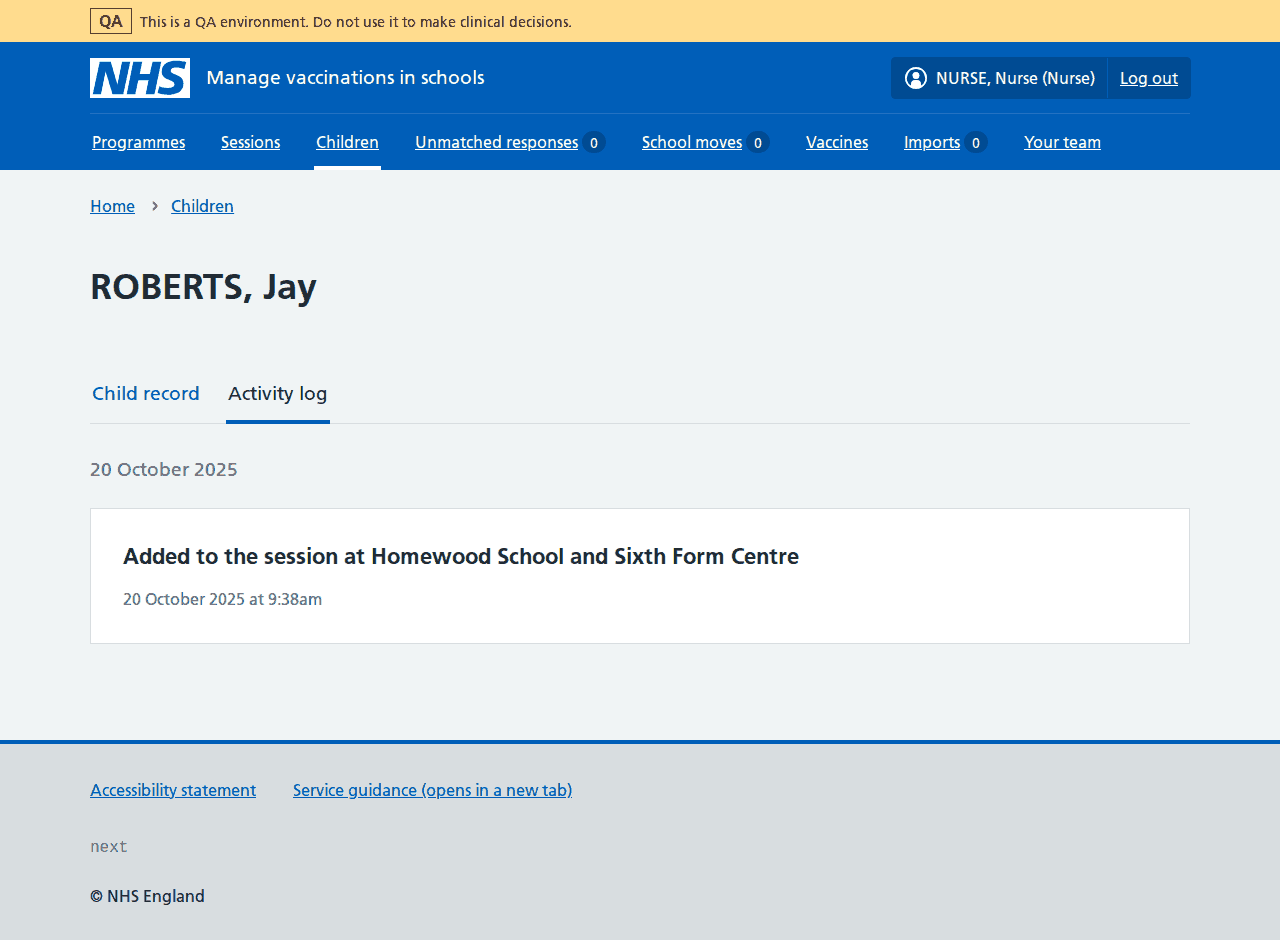 QA This is a QA environment. Do not use it to make clinical decisions.
NHS Manage vaccinations in schools NURSE, Nurse (Nurse) Log out
Programmes Sessions Children Unmatched responses 0 School moves 0 Vaccines Imports 0 Your team
Home Children
ROBERTS, Jay
Child record Activity log
20 October 2025
Added to the session at Homewood School and Sixth Form Centre
20 October 2025 at 9:38am
Accessibility statement Service guidance (opens in a new tab)
next
© NHS England